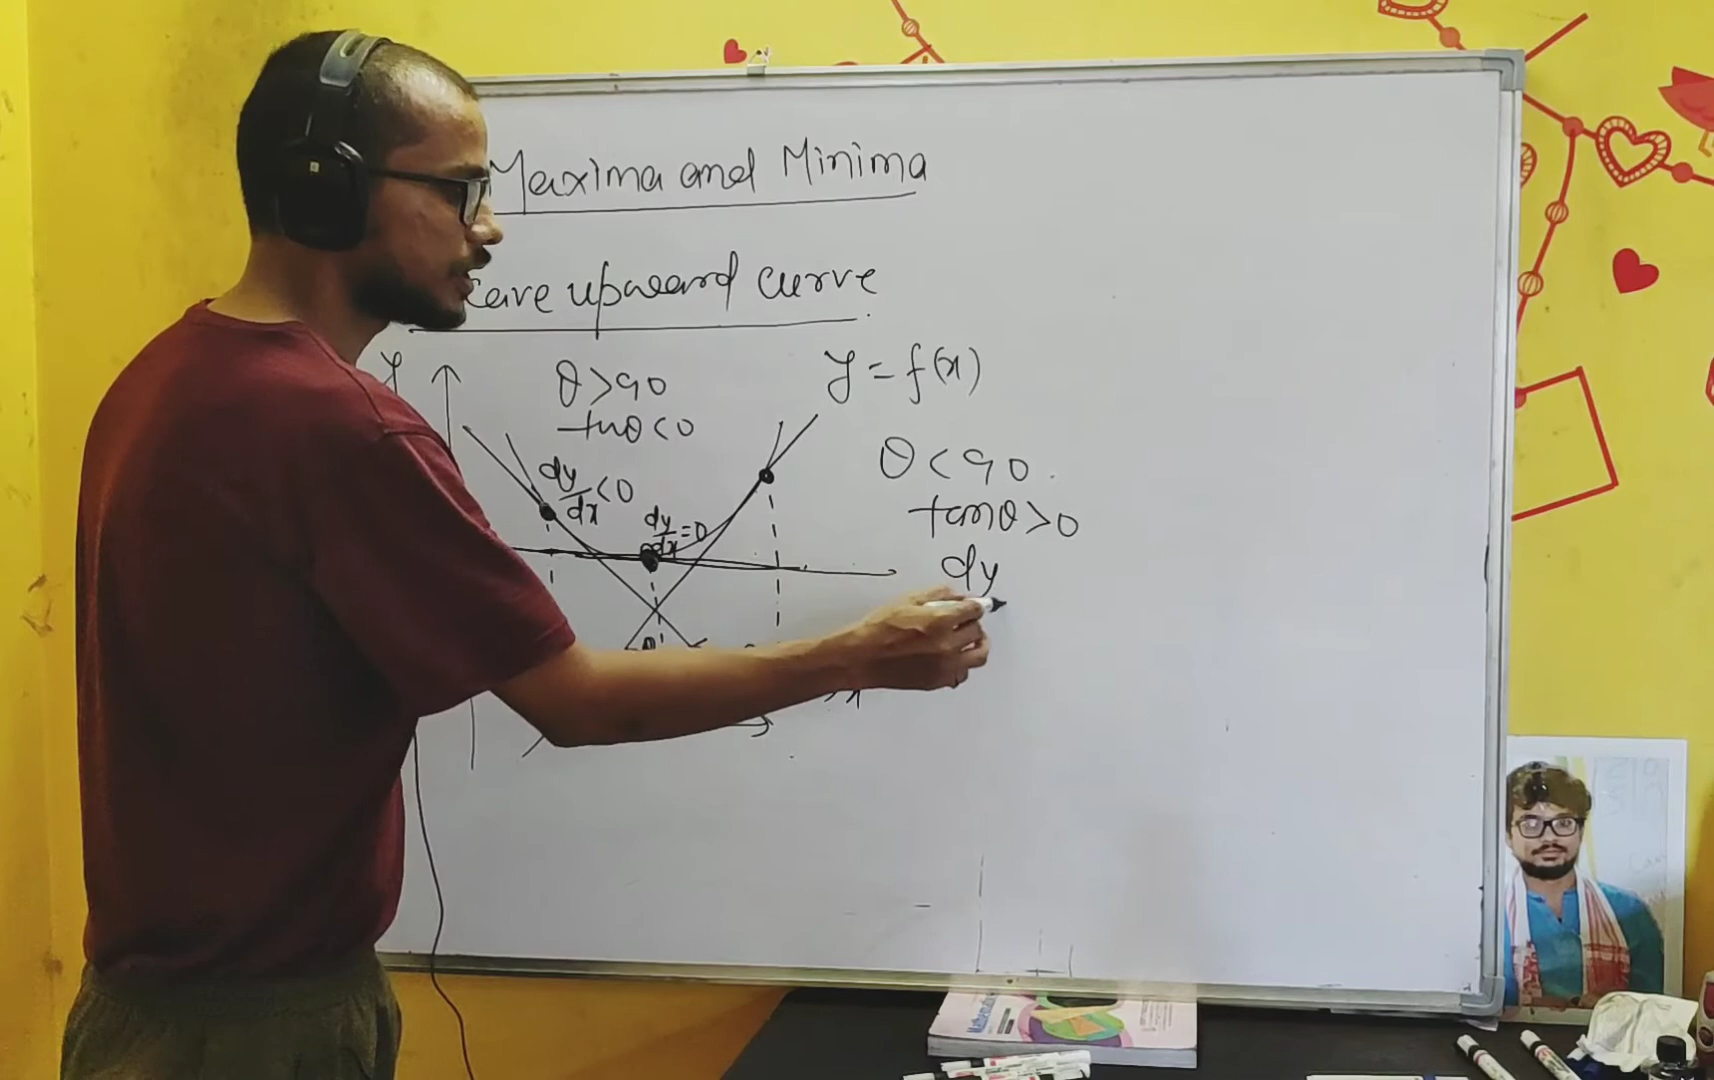 Maxima and Minima
cave upward curve
y
θ > 90
tanθ < 0
y = f(x)
dy/dx < 0
dy/dx = 0
θ < 90
tanθ > 0
dy
x
Mathematics